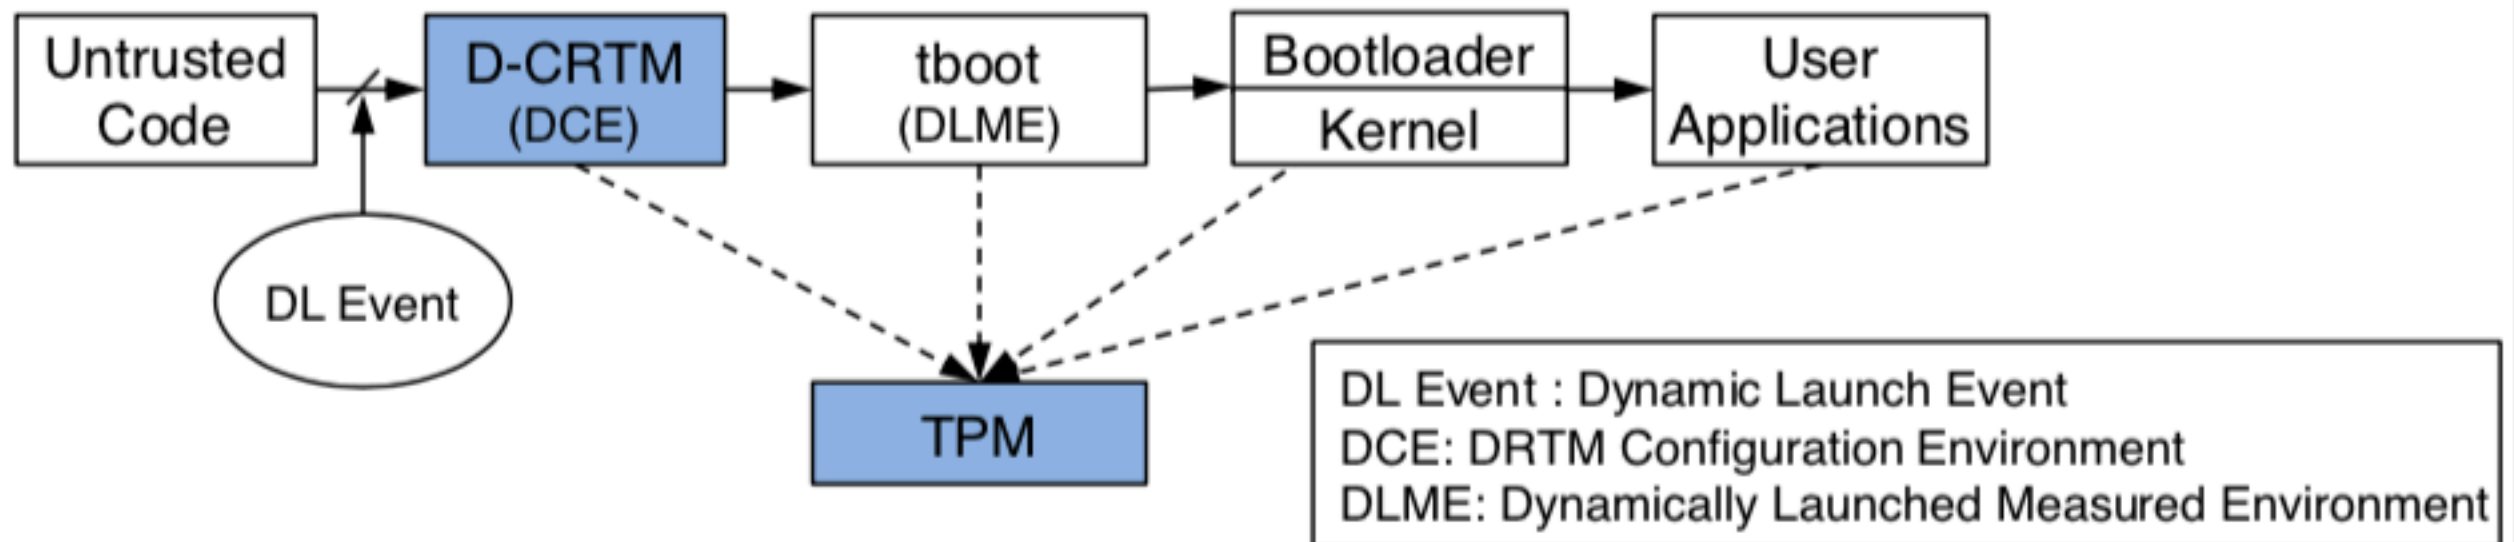 Untrusted
Code
D-CRTM
(DCE)
tboot
(DLME)
Bootloader
Kernel
User
Applications
DL Event
TPM
DL Event : Dynamic Launch Event
DCE: DRTM Configuration Environment
DLME: Dynamically Launched Measured Environment